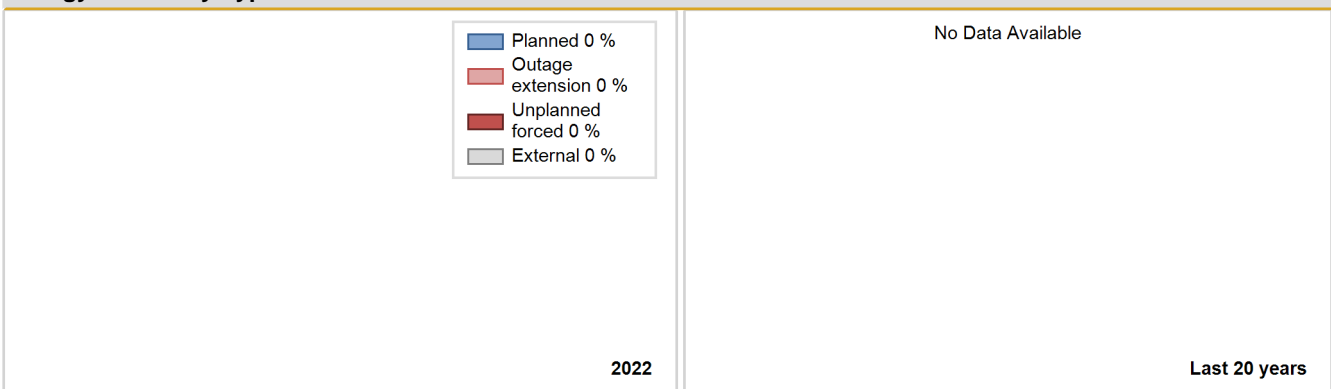 Planned 0 %
Outage
extension 0 %
Unplanned
forced 0 %
External 0 %
2022
No Data Available
Last 20 years